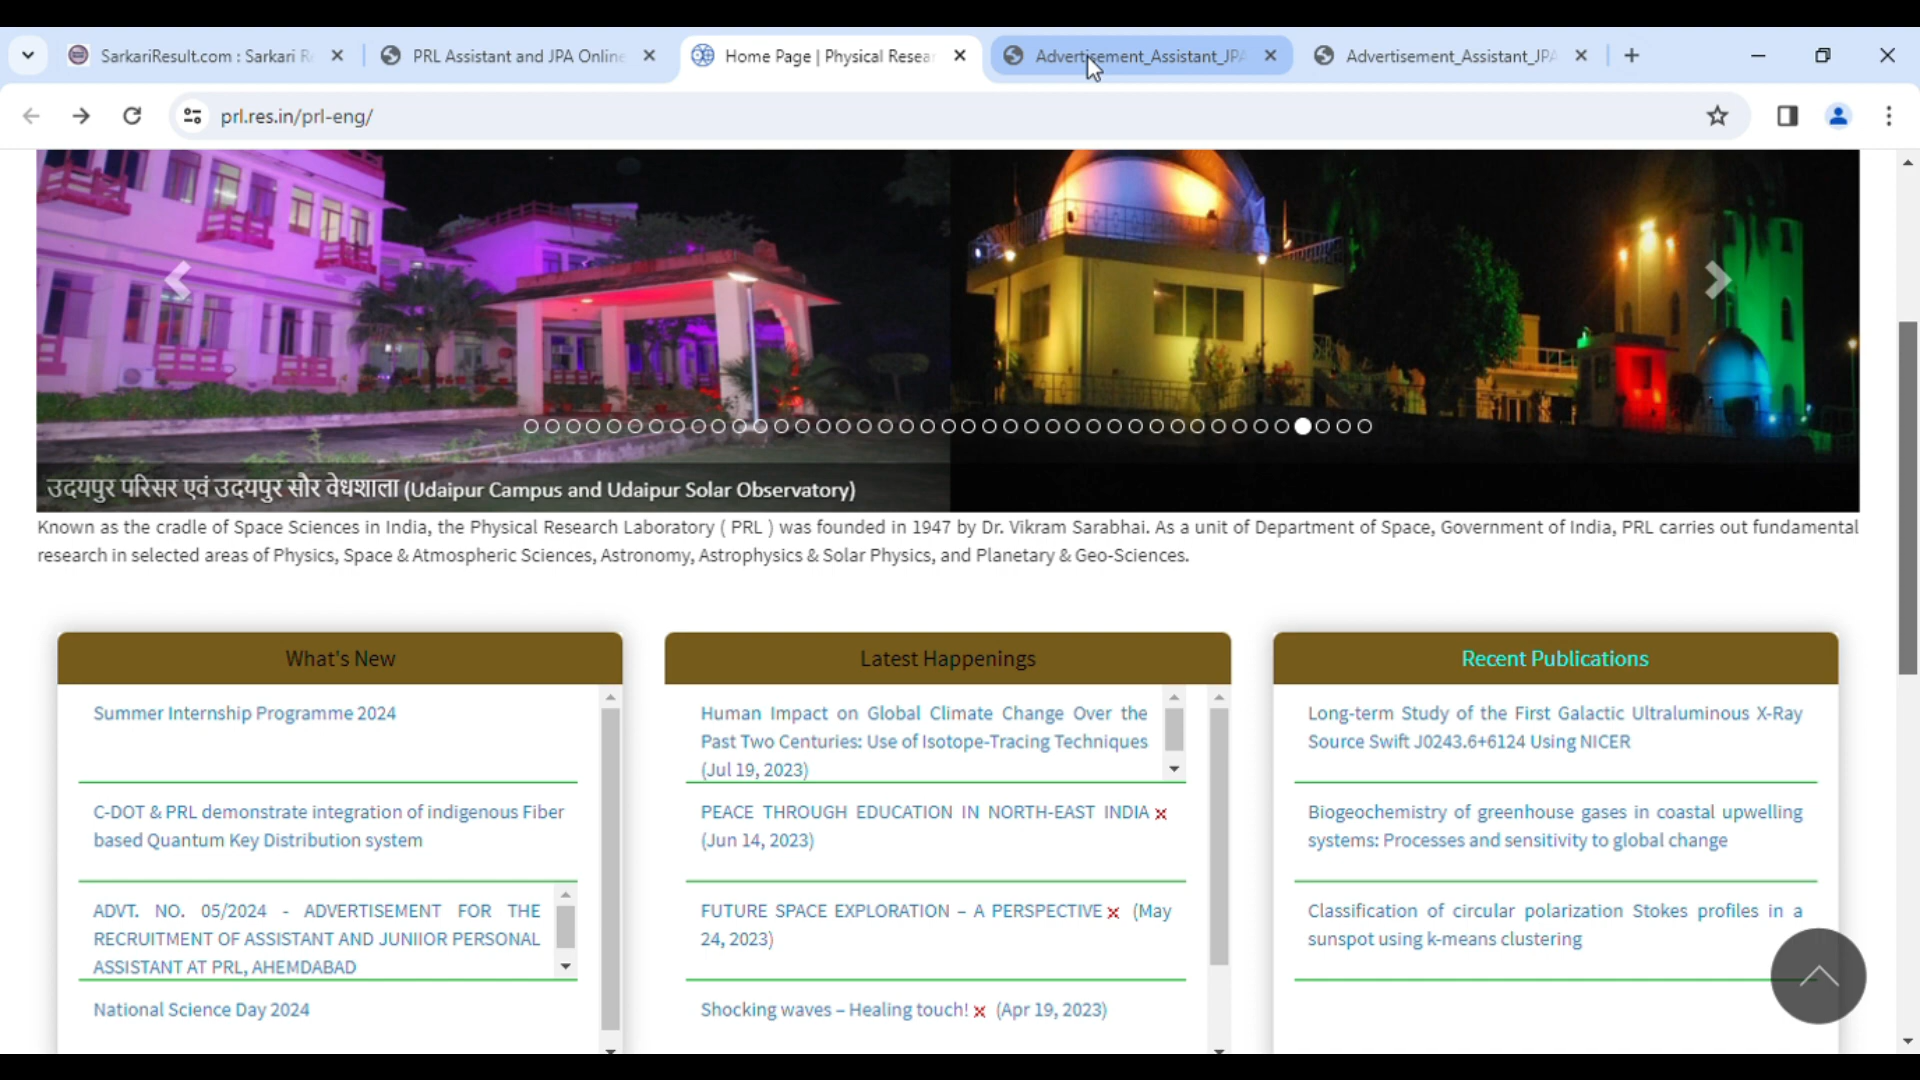 SarkariResult.com : Sarkari R
PRL Assistant and JPA Online
Home Page | Physical Resear
Advertisement_Assistant_JPA
Advertisement_Assistant_JPA
prl.res.in/prl-eng/
उदयपुर परिसर एवं उदयपुर सौर वेधशाला (Udaipur Campus and Udaipur Solar Observatory)
Known as the cradle of Space Sciences in India, the Physical Research Laboratory ( PRL ) was founded in 1947 by Dr. Vikram Sarabhai. As a unit of Department of Space, Government of India, PRL carries out fundamental
research in selected areas of Physics, Space & Atmospheric Sciences, Astronomy, Astrophysics & Solar Physics, and Planetary & Geo-Sciences.
What's New
Summer Internship Programme 2024
C-DOT & PRL demonstrate integration of indigenous Fiber
based Quantum Key Distribution system
ADVT. NO. 05/2024 - ADVERTISEMENT FOR THE
RECRUITMENT OF ASSISTANT AND JUNIIOR PERSONAL
ASSISTANT AT PRL, AHEMDABAD
National Science Day 2024
Latest Happenings
Human Impact on Global Climate Change Over the
Past Two Centuries: Use of Isotope-Tracing Techniques
(Jul 19, 2023)
PEACE THROUGH EDUCATION IN NORTH-EAST INDIA
(Jun 14, 2023)
FUTURE SPACE EXPLORATION – A PERSPECTIVE (May
24, 2023)
Shocking waves – Healing touch! (Apr 19, 2023)
Recent Publications
Long-term Study of the First Galactic Ultraluminous X-Ray
Source Swift J0243.6+6124 Using NICER
Biogeochemistry of greenhouse gases in coastal upwelling
systems: Processes and sensitivity to global change
Classification of circular polarization Stokes profiles in a
sunspot using k-means clustering